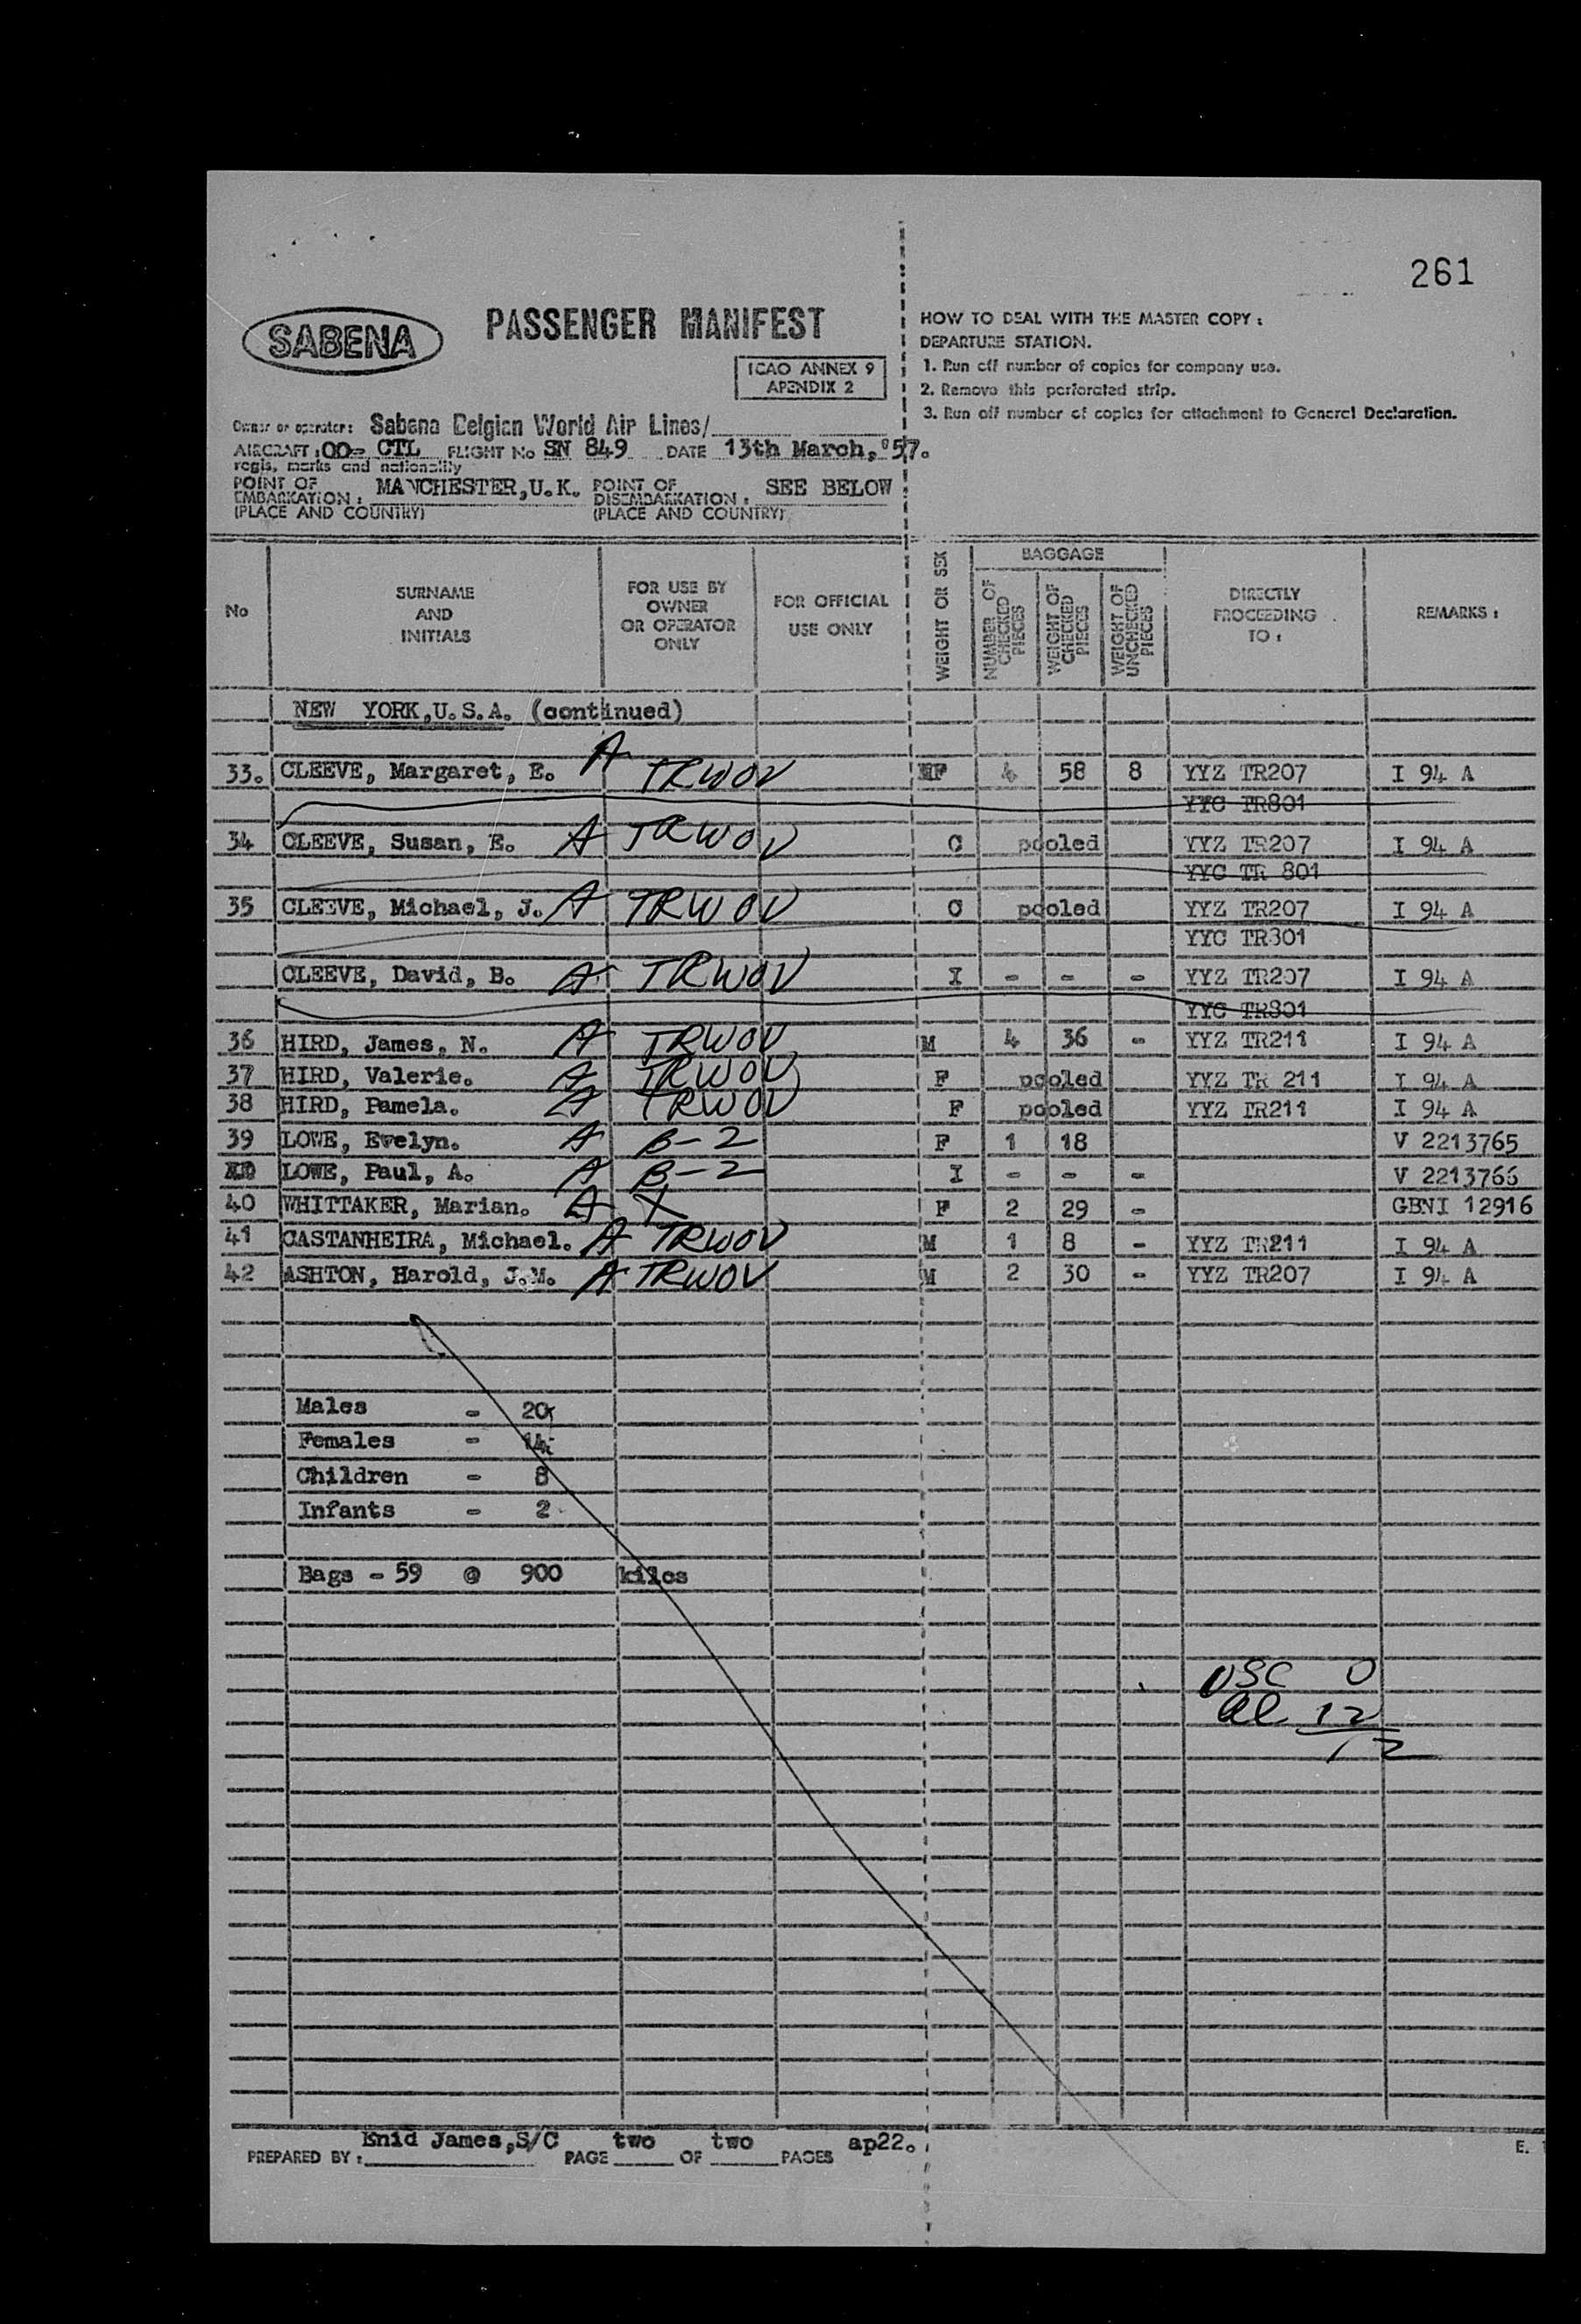 261
SABENA PASSENGER MANIFEST
ICAO ANNEX 9
APENDIX 2
HOW TO DEAL WITH THE MASTER COPY :
DEPARTURE STATION.
1. Run off number of copies for company use.
2. Remove this perforated strip.
3. Run off number of copies for attachment to General Declaration.
Owner or operator: Sabena Belgian World Air Lines/
AIRCRAFT : OO- CTL FLIGHT No SN 849 DATE 13th March, '57.
regis, marks and nationality
POINT OF EMBARKATION : MANCHESTER, U.K. POINT OF DISEMBARKATION : SEE BELOW
(PLACE AND COUNTRY) (PLACE AND COUNTRY)
No SURNAME AND INITIALS FOR USE BY OWNER OR OPERATOR ONLY FOR OFFICIAL USE ONLY WEIGHT OR SEX BAGGAGE NUMBER OF CHECKED PIECES WEIGHT OF CHECKED PIECES WEIGHT OF UNCHECKED PIECES DIRECTLY PROCEEDING TO : REMARKS :
NEW YORK, U.S.A. (continued)
33. CLEEVE, Margaret, E. A TRWOV F 4 58 8 YYZ TR207 I 94 A
YYC TR801
34 CLEEVE, Susan, E. A TRWOV C pooled YYZ TR207 I 94 A
YYC TR 801
35 CLEEVE, Michael, J. A TRWOV C pooled YYZ TR207 I 94 A
YYC TR801
CLEEVE, David, B. A TRWOV I - - - YYZ TR207 I 94 A
YYC TR801
36 HIRD, James, N. A TRWOV M 4 36 - YYZ TR211 I 94 A
37 HIRD, Valerie. A TRWOV F pooled YYZ TR 211 I 94 A
38 HIRD, Pamela. A TRWOV F pooled YYZ TR211 I 94 A
39 LOWE, Evelyn. A B-2 F 1 18 V 2213765
LOWE, Paul, A. A B-2 I - - - V 2213766
40 WHITTAKER, Marian. A X F 2 29 - GBNI 12916
41 CASTANHEIRA, Michael. A TRWOV M 1 8 - YYZ TR211 I 94 A
42 ASHTON, Harold, J.M. A TRWOV M 2 30 - YYZ TR207 I 94 A
Males - 20
Females - 14
Children - 8
Infants - 2
Bags - 59 @ 900 kilos
USC 0
al 12
12
PREPARED BY : Enid James, S/C PAGE two OF two PAGES ap22.
E.